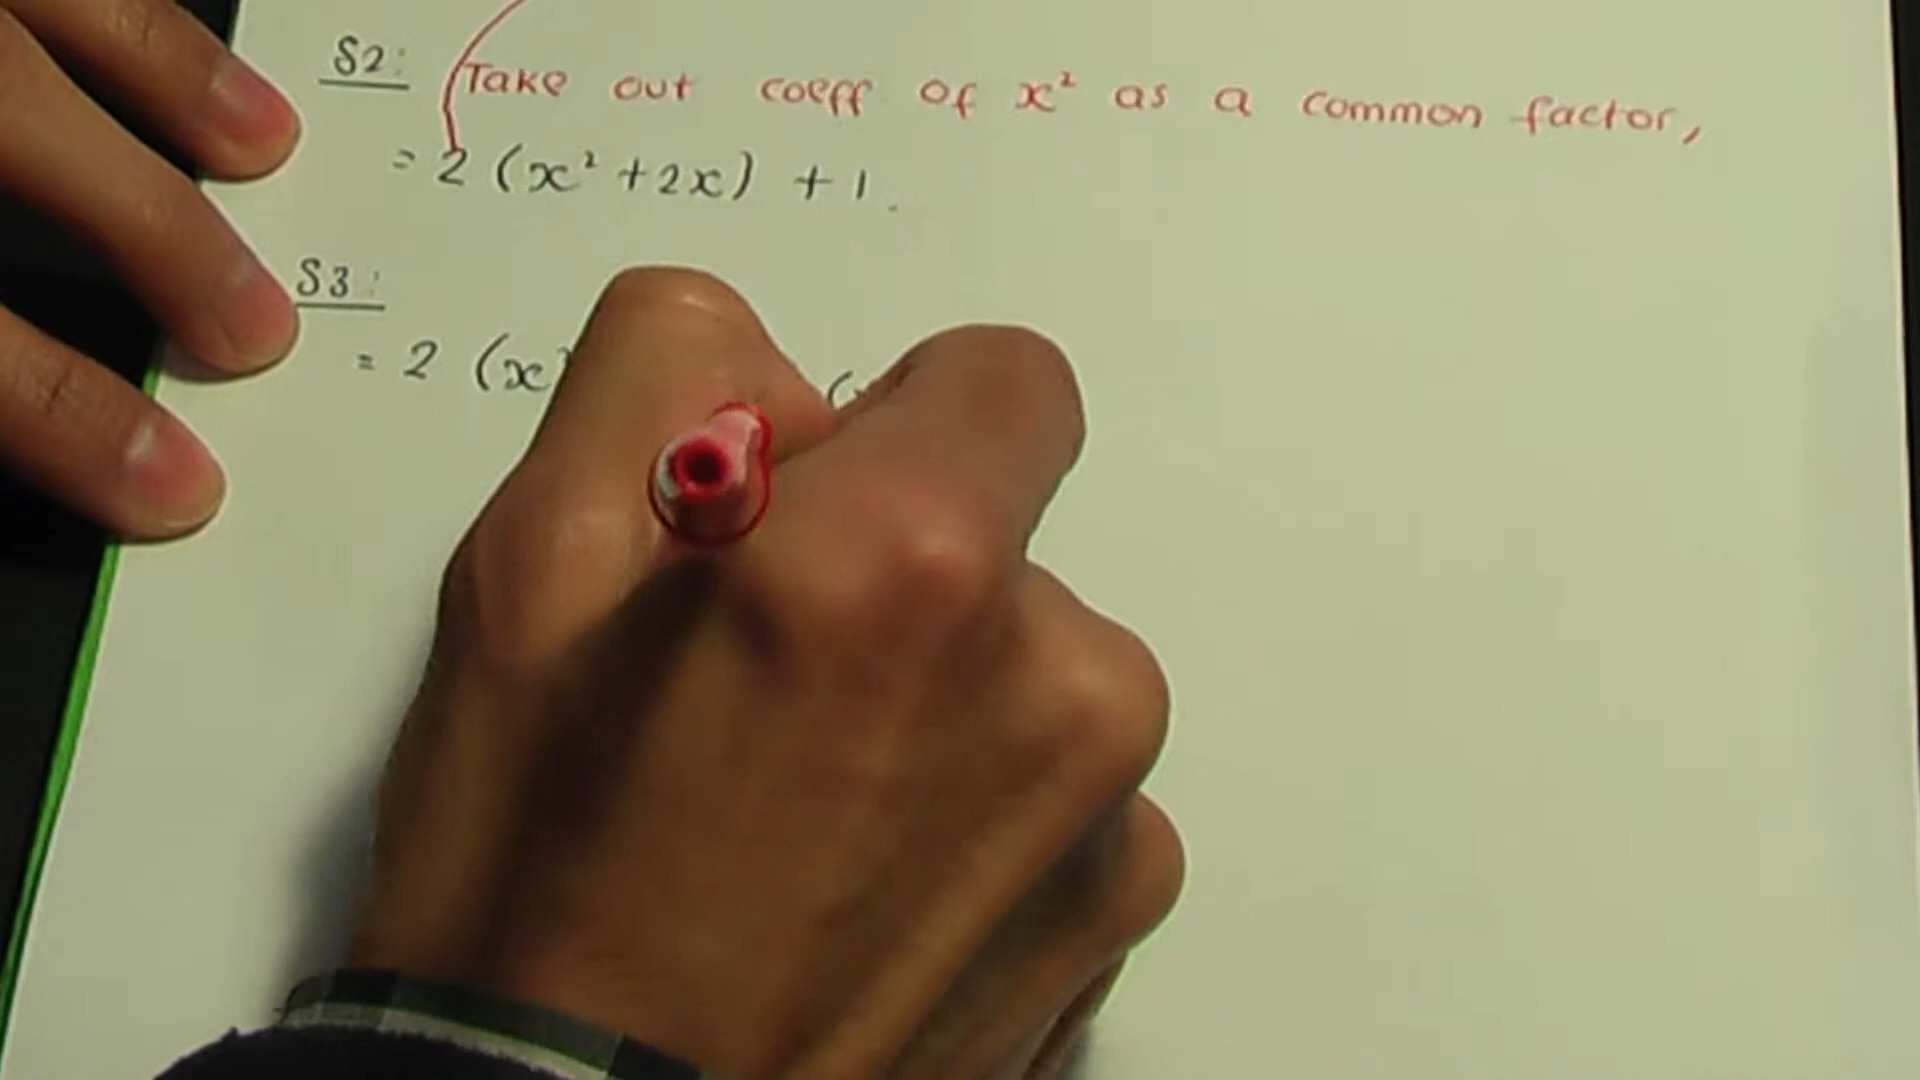 S2: Take out coeff of x² as a common factor,
= 2 (x² + 2x) + 1.
S3:
= 2 (x